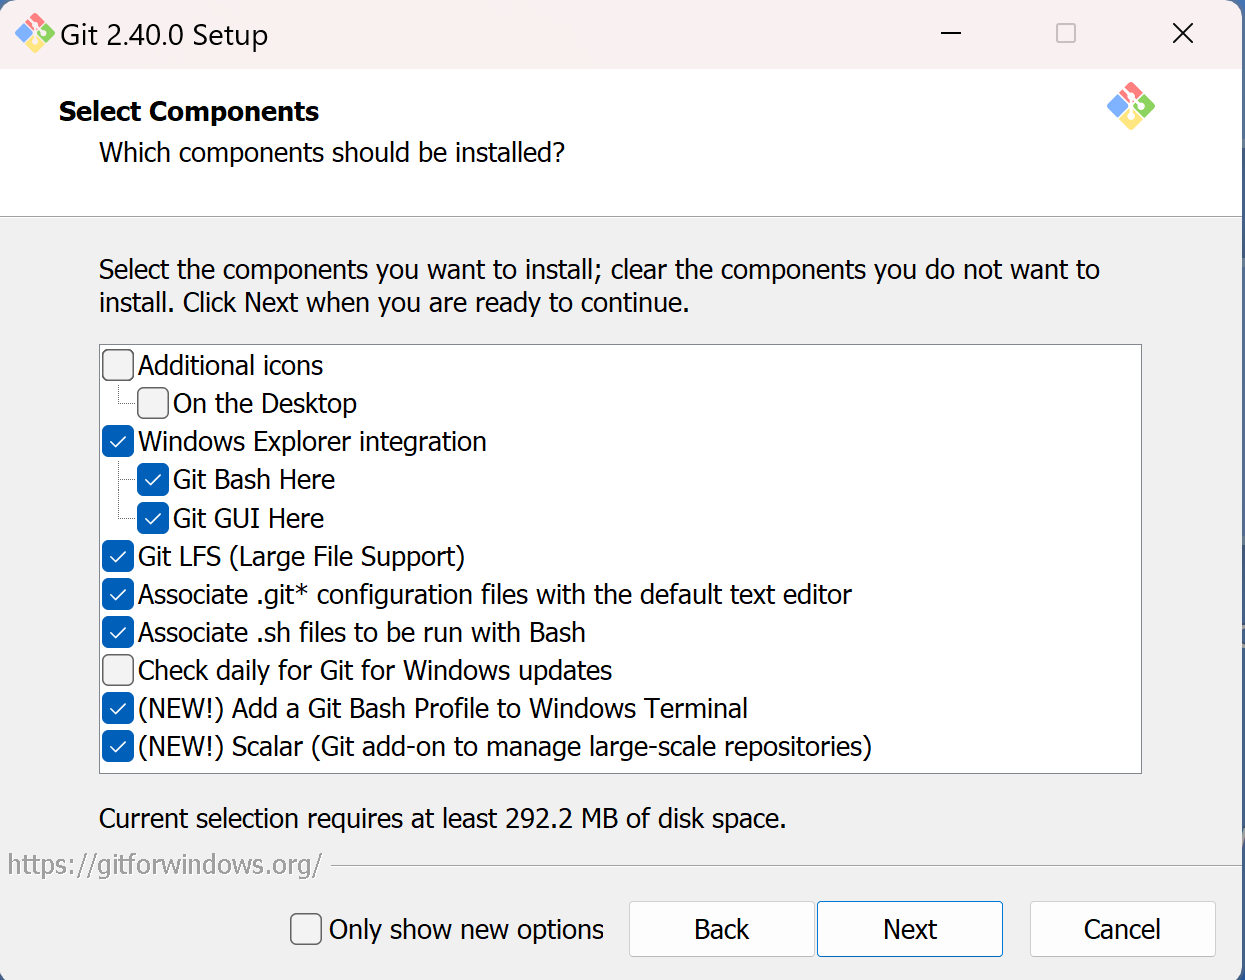 Git 2.40.0 Setup
Select Components
Which components should be installed?
Select the components you want to install; clear the components you do not want to
install. Click Next when you are ready to continue.
Additional icons
On the Desktop
Windows Explorer integration
Git Bash Here
Git GUI Here
Git LFS (Large File Support)
Associate .git* configuration files with the default text editor
Associate .sh files to be run with Bash
Check daily for Git for Windows updates
(NEW!) Add a Git Bash Profile to Windows Terminal
(NEW!) Scalar (Git add-on to manage large-scale repositories)
Current selection requires at least 292.2 MB of disk space.
https://gitforwindows.org/
Only show new options
Back
Next
Cancel